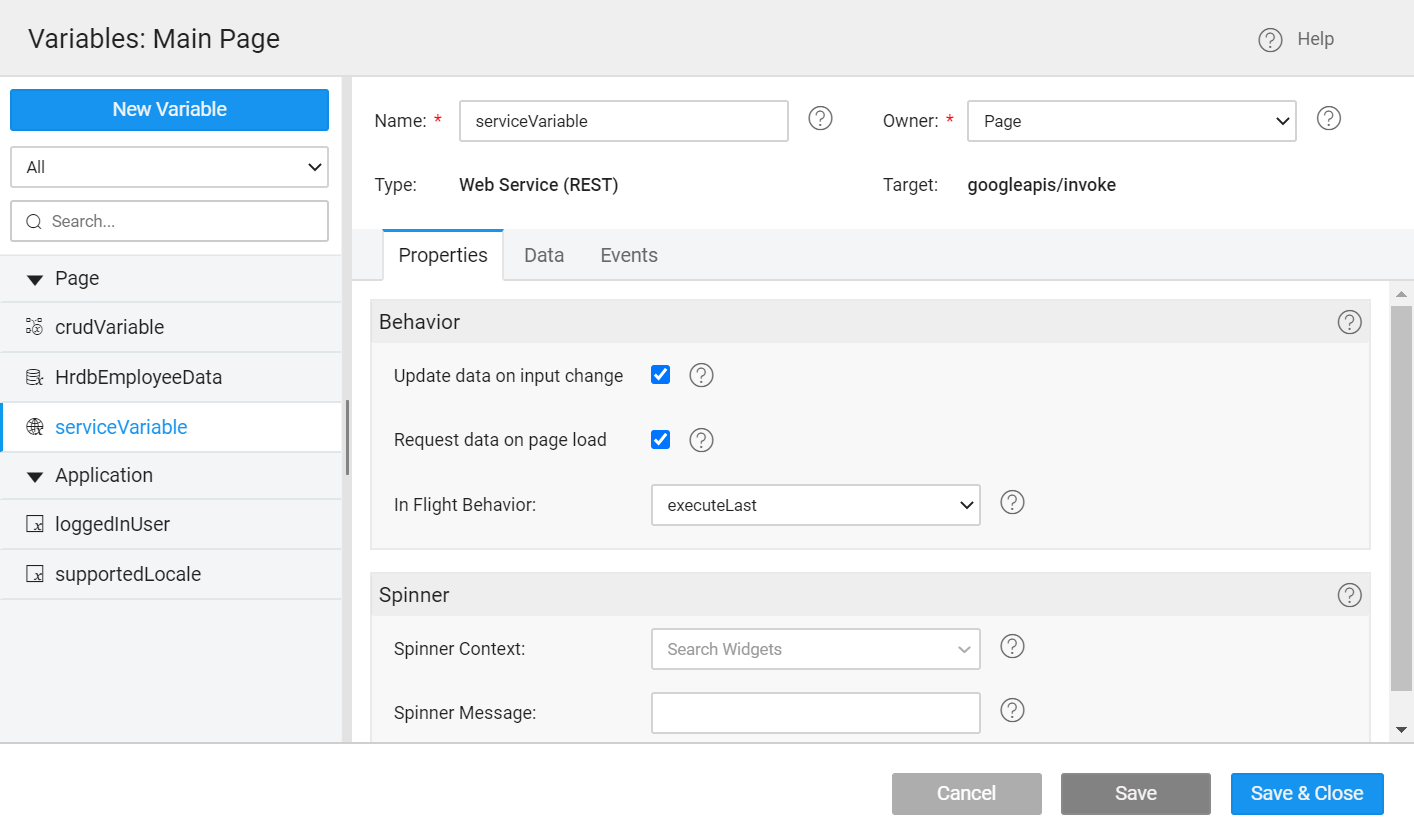 Variables: Main Page
Help
New Variable
All
Search...
Page
crudVariable
HrdbEmployeeData
serviceVariable
Application
loggedInUser
supportedLocale
Name: * serviceVariable
Owner: * Page
Type: Web Service (REST)
Target: googleapis/invoke
Properties Data Events
Behavior
Update data on input change
Request data on page load
In Flight Behavior: executeLast
Spinner
Spinner Context: Search Widgets
Spinner Message:
Cancel Save Save & Close